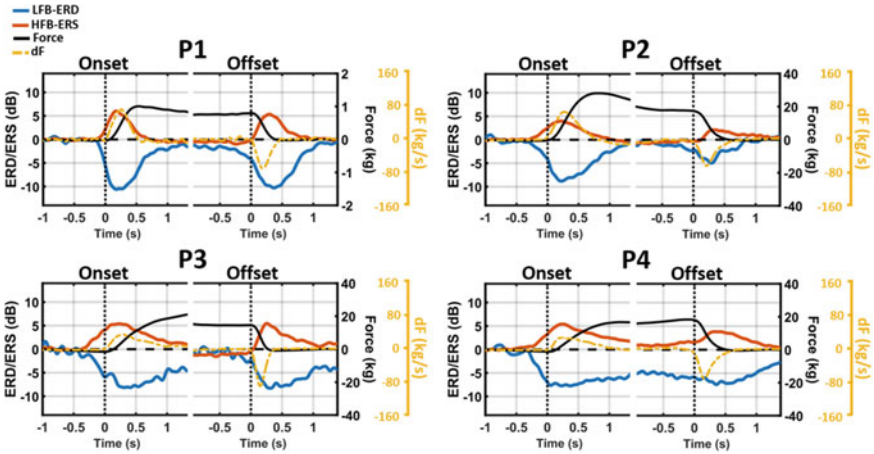 LFB-ERD
HFB-ERS
Force
dF
P1
Onset
Offset
ERD/ERS (dB)
10
5
0
-5
-10
-1
-0.5
0
0.5
1
Time (s)
0
0.5
1
Time (s)
2
1
0
-1
-2
Force (kg)
160
80
0
-80
-160
dF (kg/s)
P2
Onset
Offset
ERD/ERS (dB)
10
5
0
-5
-10
-1
-0.5
0
0.5
1
Time (s)
0
0.5
1
Time (s)
40
20
0
-20
-40
Force (kg)
160
80
0
-80
-160
dF (kg/s)
P3
Onset
Offset
ERD/ERS (dB)
10
5
0
-5
-10
-1
-0.5
0
0.5
1
Time (s)
0
0.5
1
Time (s)
40
20
0
-20
-40
Force (kg)
160
80
0
-80
-160
dF (kg/s)
P4
Onset
Offset
ERD/ERS (dB)
10
5
0
-5
-10
-1
-0.5
0
0.5
1
Time (s)
0
0.5
1
Time (s)
40
20
0
-20
-40
Force (kg)
160
80
0
-80
-160
dF (kg/s)